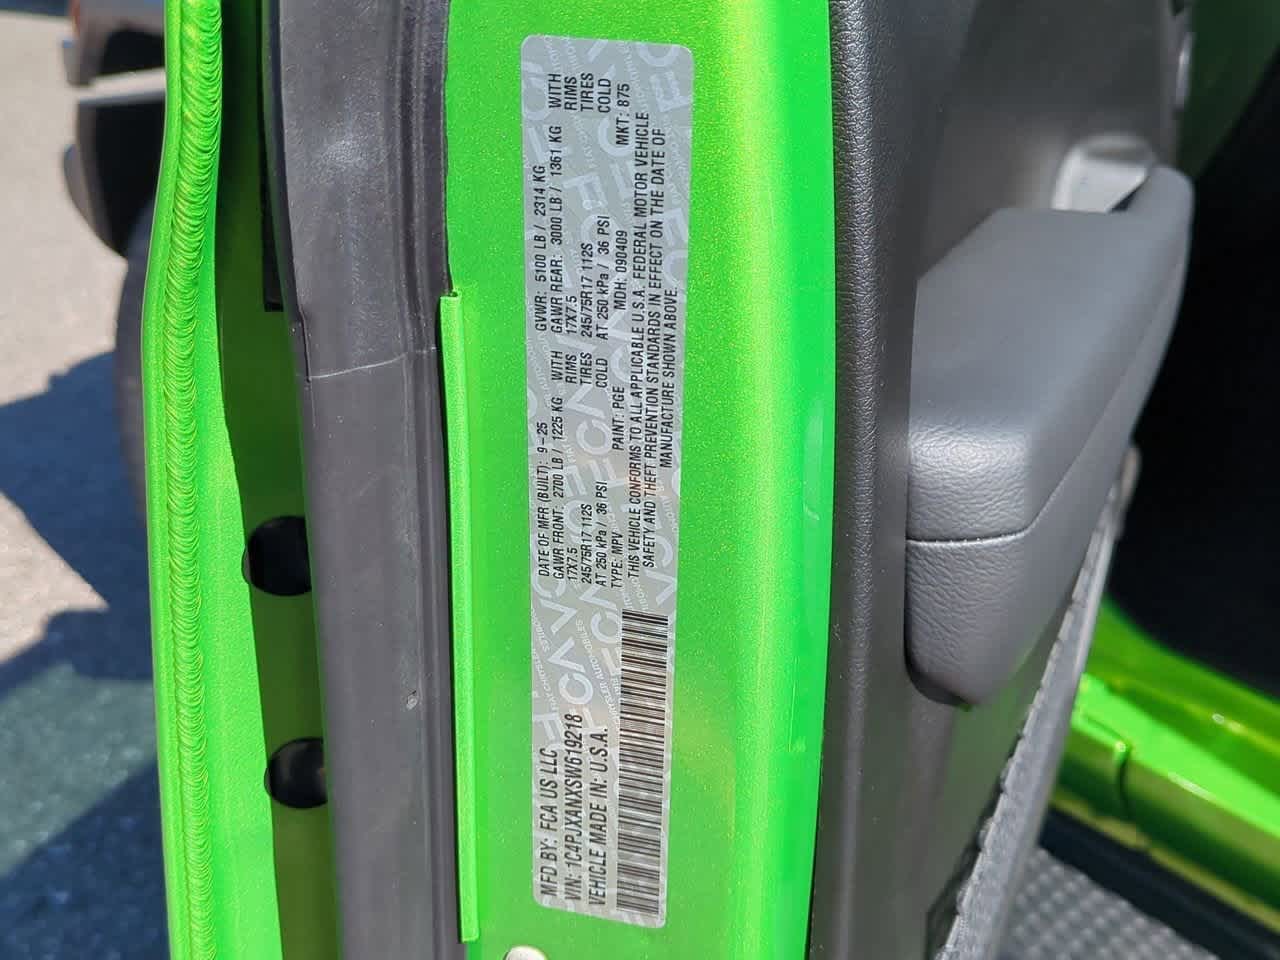 MFD BY: FCA US LLC
VIN: 1C4PJXANXSW619218
VEHICLE MADE IN: U.S.A.
DATE OF MFR (BUILT): 9-25 GVWR: 5100 LB / 2314 KG
GAWR FRONT: 2700 LB / 1225 KG WITH GAWR REAR: 3000 LB / 1361 KG WITH
17X7.5 RIMS 17X7.5 RIMS
245/75R17 112S TIRES 245/75R17 112S TIRES
AT 250 kPa / 36 PSI COLD AT 250 kPa / 36 PSI COLD
TYPE: MPV PAINT: PGE MDH: 090409 MKT: 875
THIS VEHICLE CONFORMS TO ALL APPLICABLE U.S.A. FEDERAL MOTOR VEHICLE
SAFETY AND THEFT PREVENTION STANDARDS IN EFFECT ON THE DATE OF
MANUFACTURE SHOWN ABOVE.